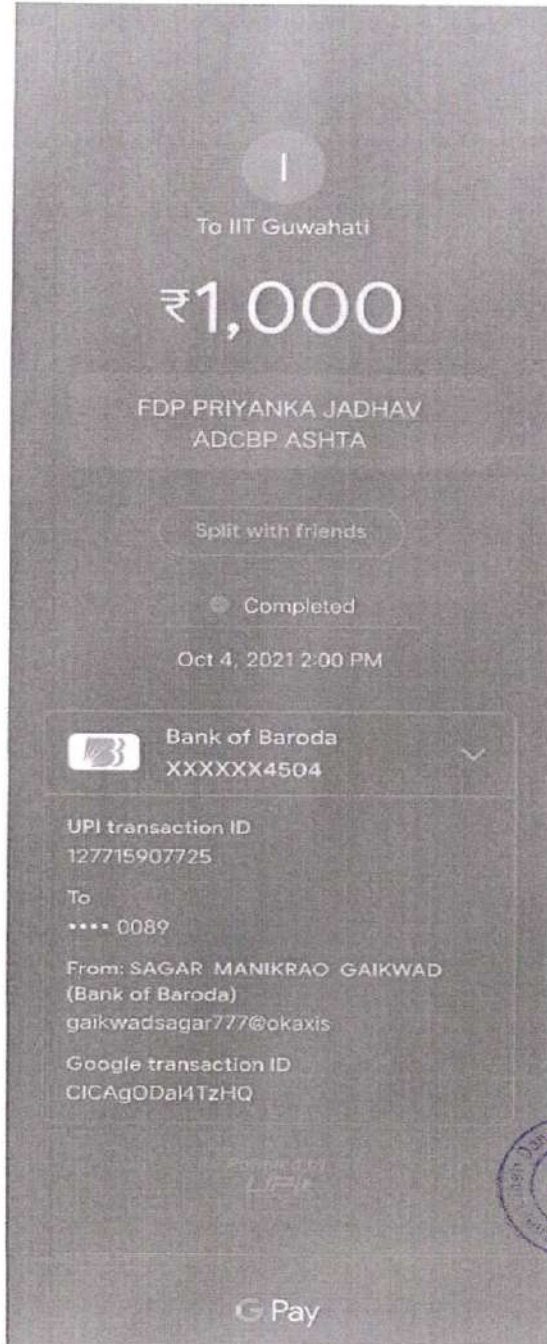 I
To IIT Guwahati
₹1,000
FDP PRIYANKA JADHAV
ADCBP ASHTA
Split with friends
Completed
Oct 4, 2021 2:00 PM
Bank of Baroda
XXXXXX4504
UPI transaction ID
127715907725
To
•••• 0089
From: SAGAR MANIKRAO GAIKWAD
(Bank of Baroda)
gaikwadsagar777@okaxis
Google transaction ID
CICAgODal4TzHQ
UPI
G Pay